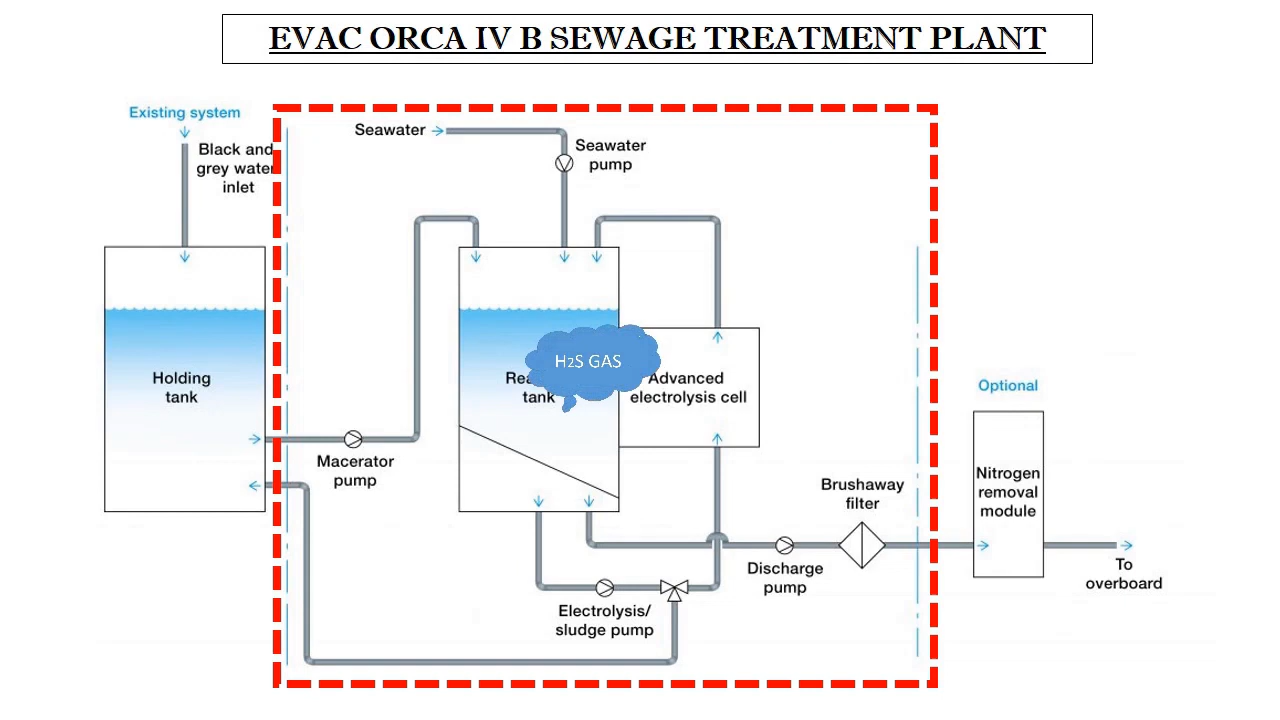 EVAC ORCA IV B SEWAGE TREATMENT PLANT
Existing system
Black and
grey water
inlet
Seawater
Seawater
pump
Holding
tank
Macerator
pump
H2S GAS
tank
Advanced
electrolysis cell
Electrolysis/
sludge pump
Discharge
pump
Brushaway
filter
Optional
Nitrogen
removal
module
To
overboard